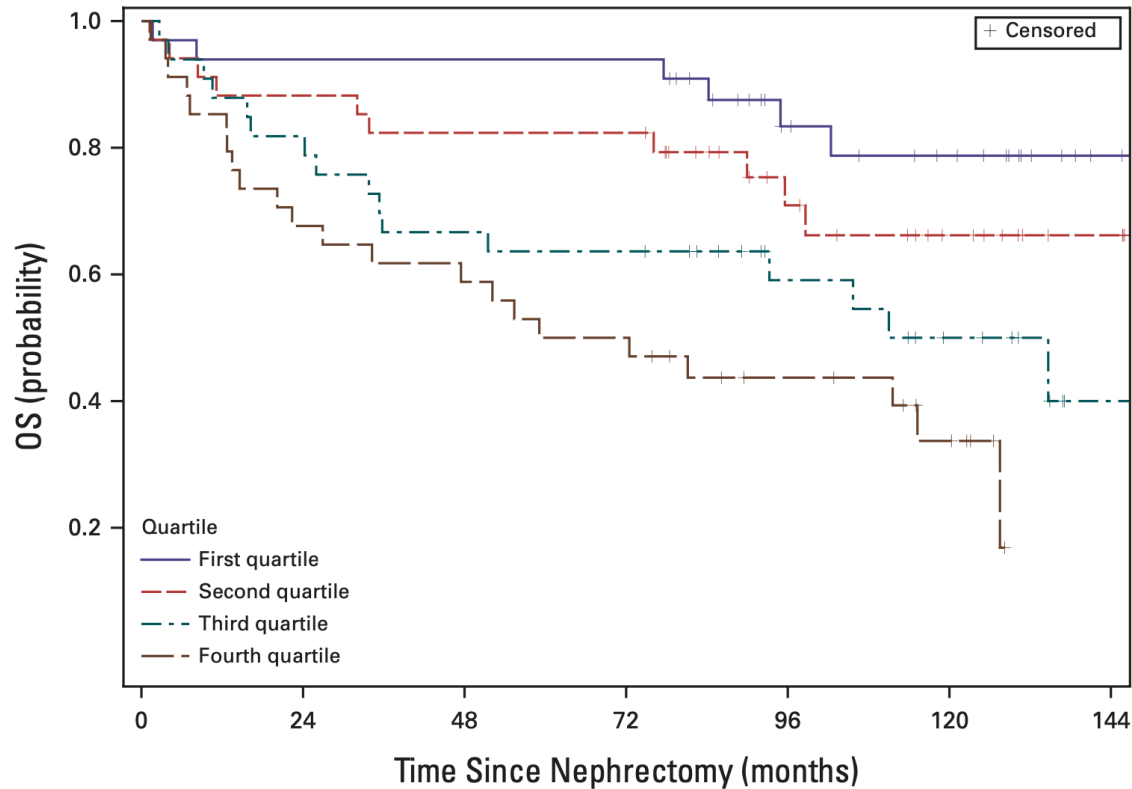 1.0
+ Censored
0.8
0.6
0.4
0.2
OS (probability)
Quartile
First quartile
Second quartile
Third quartile
Fourth quartile
0 24 48 72 96 120 144
Time Since Nephrectomy (months)